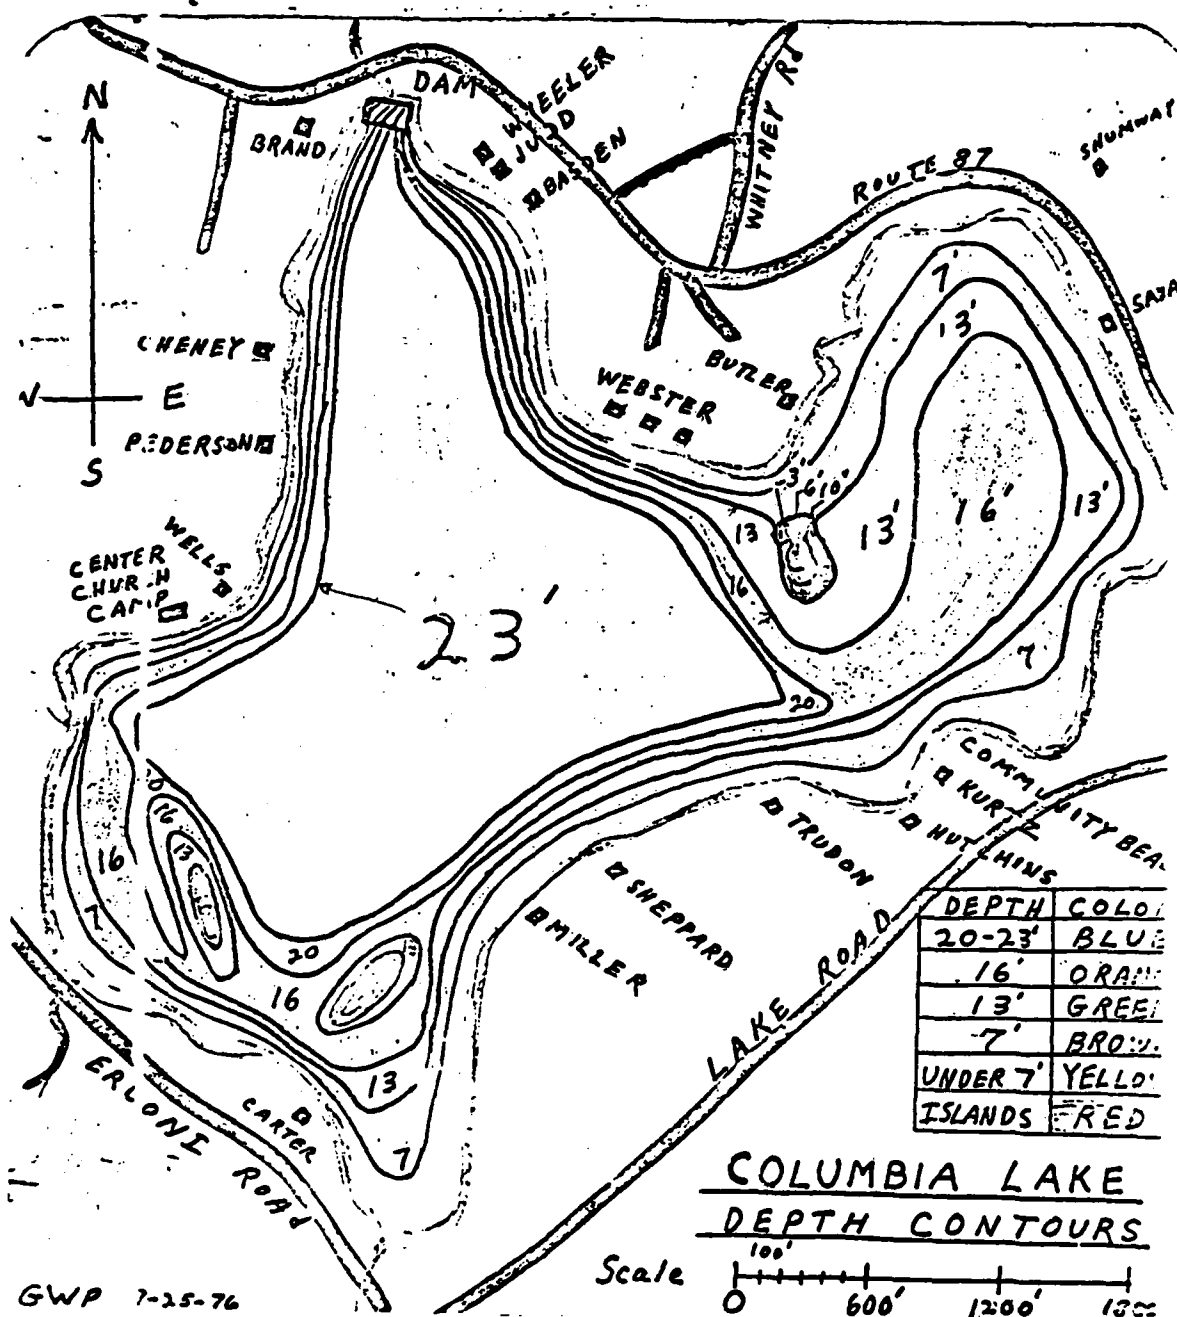 N
DAM
WHEELER
JUDD
BASDEN
WHITNEY Rd
BRAND
ROUTE 87
SHUMWAY
7'
13'
CHENEY
E
BUTLER
WEBSTER
PEDERSON
S
3'
6'
10'
16'
13'
13'
13
16
WELLS
CENTER
CAMP
23'
7
20
COMMUNITY
KURTZ
HUTCHINS
TRUDON
SHEPPARD
MILLER
16
13
16
7
20
16
13
7
LAKE ROAD
ERLONI ROAd
CARTER
DEPTH
20-23' BLUE
16'
13'
7'
UNDER 7'
ISLANDS RED
COLUMBIA LAKE
DEPTH CONTOURS
100'
Scale
0 600' 1200'
GWP 7-25-76